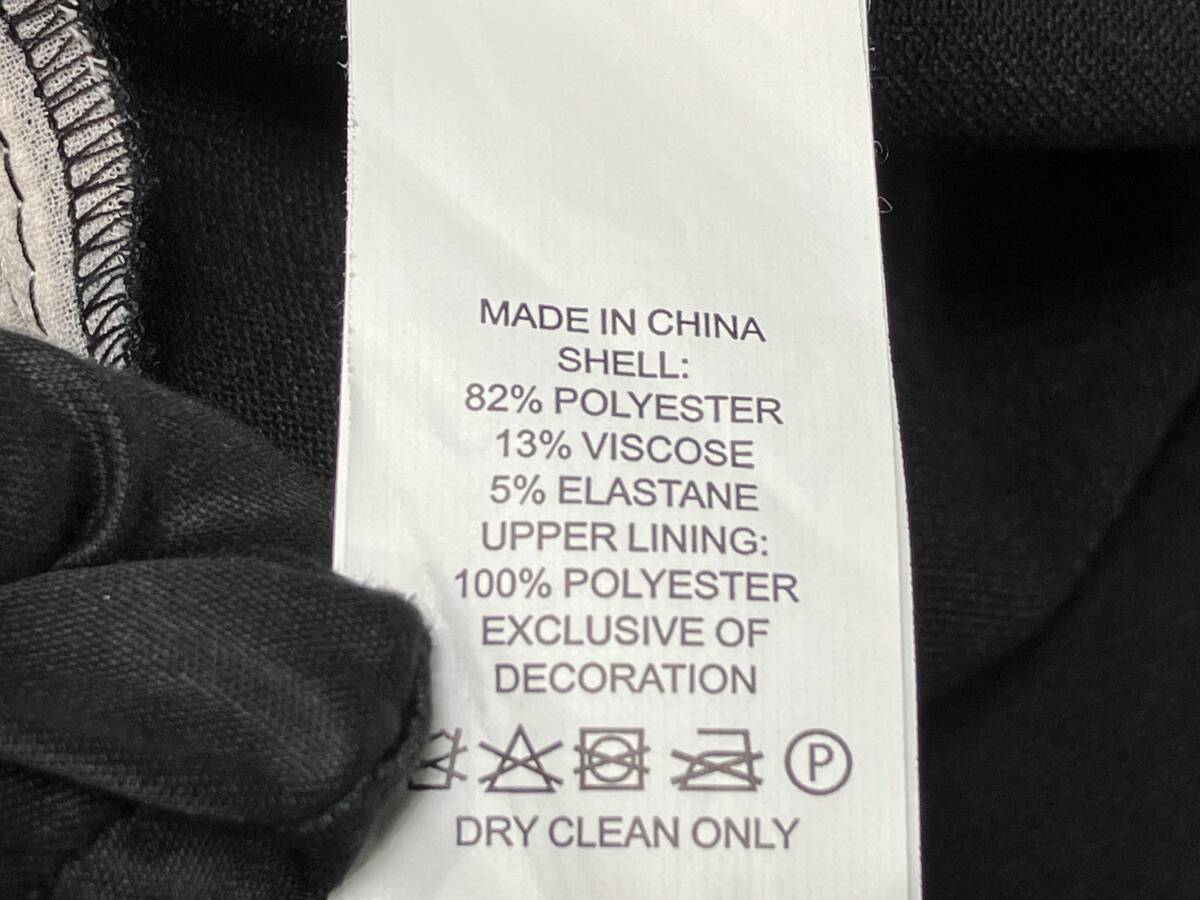 MADE IN CHINA
SHELL:
82% POLYESTER
13% VISCOSE
5% ELASTANE
UPPER LINING:
100% POLYESTER
EXCLUSIVE OF
DECORATION
P
DRY CLEAN ONLY